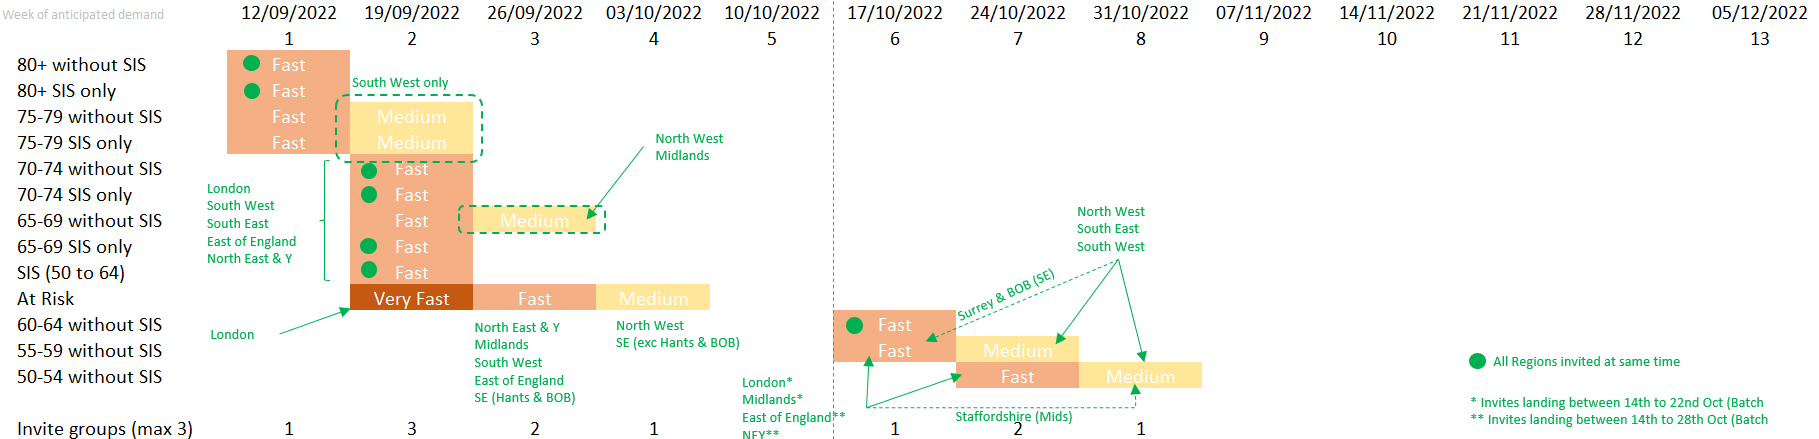 Week of anticipated demand 12/09/2022 19/09/2022 26/09/2022 03/10/2022 10/10/2022 17/10/2022 24/10/2022 31/10/2022 07/11/2022 14/11/2022 21/11/2022 28/11/2022 05/12/2022
1 2 3 4 5 6 7 8 9 10 11 12 13
80+ without SIS Fast
80+ SIS only Fast
South West only
75-79 without SIS Fast Medium
75-79 SIS only Fast Medium
North West
Midlands
70-74 without SIS Fast
70-74 SIS only Fast
65-69 without SIS Fast Medium
65-69 SIS only Fast
SIS (50 to 64) Fast
London
South West
South East
East of England
North East & Y
North West
South East
South West
At Risk Very Fast Fast Medium
Surrey & BOB (SE)
London
North East & Y
Midlands
South West
East of England
SE (Hants & BOB)
North West
SE (exc Hants & BOB)
60-64 without SIS Fast
55-59 without SIS Fast Medium
50-54 without SIS Fast Medium
All Regions invited at same time
London*
Midlands*
East of England**
NEY**
Staffordshire (Mids)
* Invites landing between 14th to 22nd Oct (Batch
** Invites landing between 14th to 28th Oct (Batch
Invite groups (max 3) 1 3 2 1 1 2 1